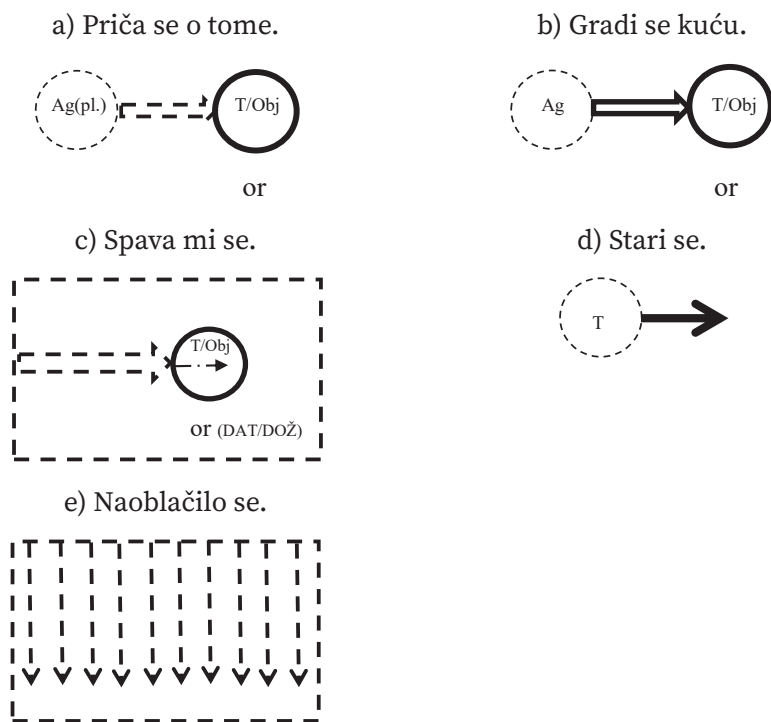 a) Priča se o tome.
Ag(pl.) T/Obj
or
b) Gradi se kuću.
Ag T/Obj
or
c) Spava mi se.
T/Obj
or (DAT/DOŽ)
d) Stari se.
T
e) Naoblačilo se.